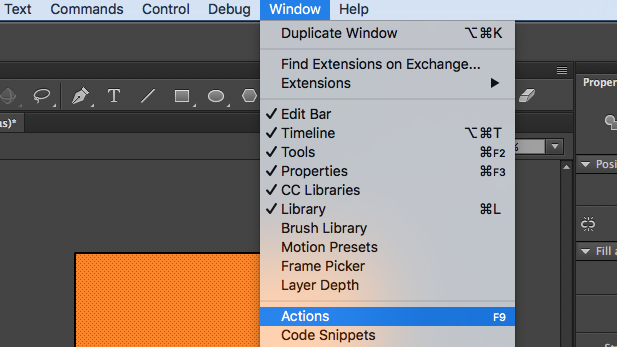 Text Commands Control Debug Window Help
Duplicate Window ⌥⌘K
Find Extensions on Exchange...
Extensions
T
Proper
✓ Edit Bar
s)*
✓ Timeline ⌥⌘T
✓ Tools ⌘F2
%
✓ Properties ⌘F3
Posi
✓ CC Libraries
✓ Library ⌘L
Brush Library
Motion Presets
Fill a
Frame Picker
Layer Depth
Actions F9
Code Snippets